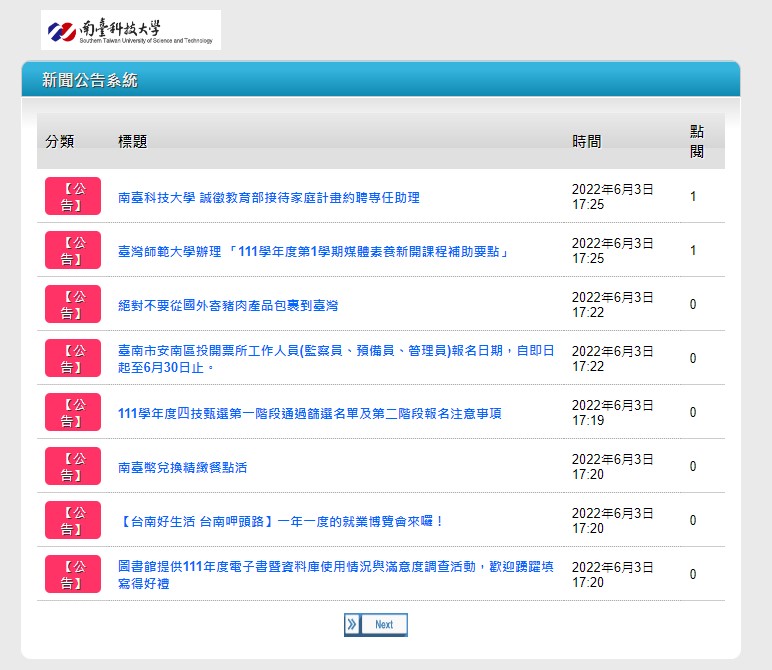 南臺科技大學
Southern Taiwan University of Science and Technology
新聞公告系統
分類 標題 時間 點閱
【公告】 南臺科技大學 誠徵教育部接待家庭計畫約聘專任助理 2022年6月3日 17:25 1
【公告】 臺灣師範大學辦理 「111學年度第1學期媒體素養新開課程補助要點」 2022年6月3日 17:25 1
【公告】 絕對不要從國外寄豬肉產品包裹到臺灣 2022年6月3日 17:22 0
【公告】 臺南市安南區投開票所工作人員(監察員、預備員、管理員)報名日期，自即日
起至6月30日止。 2022年6月3日 17:22 0
【公告】 111學年度四技甄選第一階段通過篩選名單及第二階段報名注意事項 2022年6月3日 17:19 0
【公告】 南臺幣兌換精緻餐點活 2022年6月3日 17:20 0
【公告】 【台南好生活 台南呷頭路】一年一度的就業博覽會來囉！ 2022年6月3日 17:20 0
【公告】 圖書館提供111年度電子書暨資料庫使用情況與滿意度調查活動，歡迎踴躍填
寫得好禮 2022年6月3日 17:20 0
Next